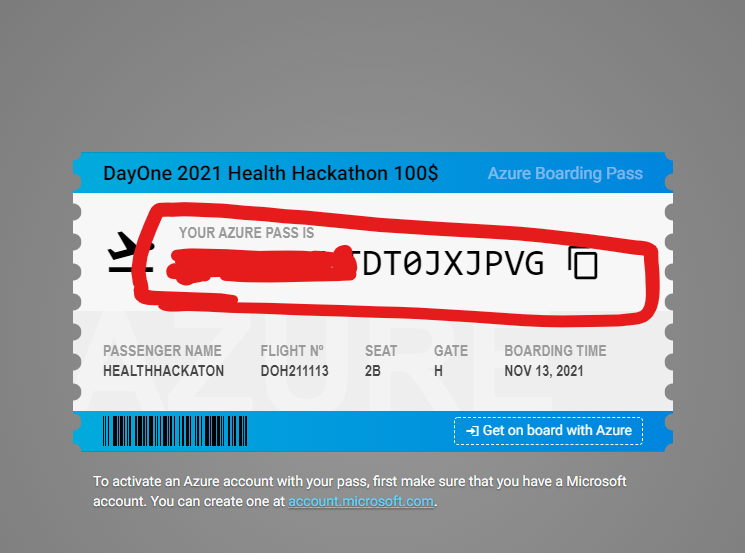 DayOne 2021 Health Hackathon 100$ Azure Boarding Pass
YOUR AZURE PASS IS
DT0JXJPVG
PASSENGER NAME FLIGHT Nº SEAT GATE BOARDING TIME
HEALTHHACKATON DOH211113 2B H NOV 13, 2021
AZURE
Get on board with Azure
To activate an Azure account with your pass, first make sure that you have a Microsoft
account. You can create one at account.microsoft.com.